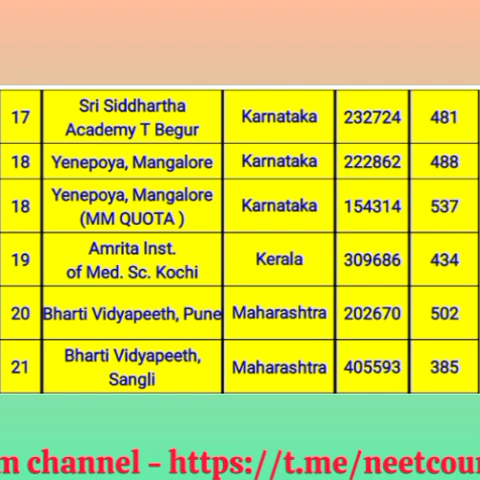 17 Sri Siddhartha Academy T Begur Karnataka 232724 481
18 Yenepoya, Mangalore Karnataka 222862 488
18 Yenepoya, Mangalore (MM QUOTA ) Karnataka 154314 537
19 Amrita Inst. of Med. Sc. Kochi Kerala 309686 434
20 Bharti Vidyapeeth, Pune Maharashtra 202670 502
21 Bharti Vidyapeeth, Sangli Maharashtra 405593 385
m channel - https://t.me/neetcour